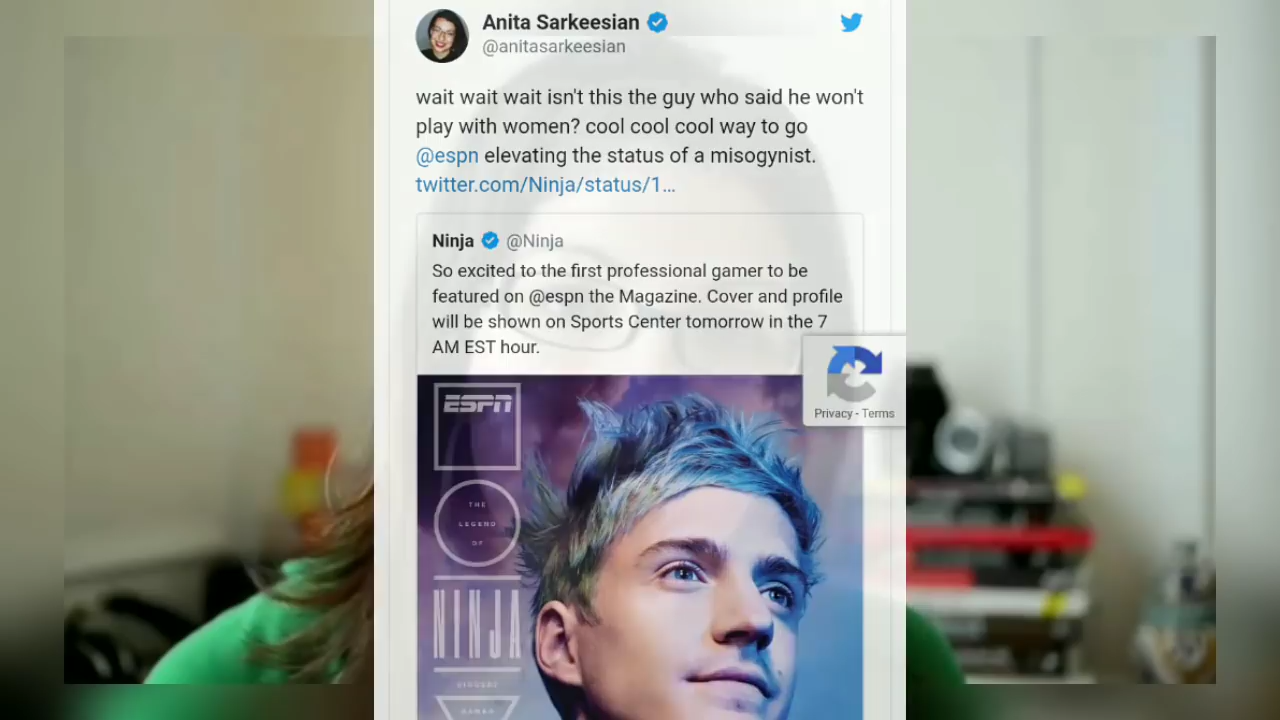 Anita Sarkeesian
@anitasarkeesian
wait wait wait isn't this the guy who said he won't
play with women? cool cool cool way to go
@espn elevating the status of a misogynist.
twitter.com/Ninja/status/1…
Ninja @Ninja
So excited to the first professional gamer to be
featured on @espn the Magazine. Cover and profile
will be shown on Sports Center tomorrow in the 7
AM EST hour.
Privacy - Terms
ESPN
THE
LEGEND
OF
NINJA